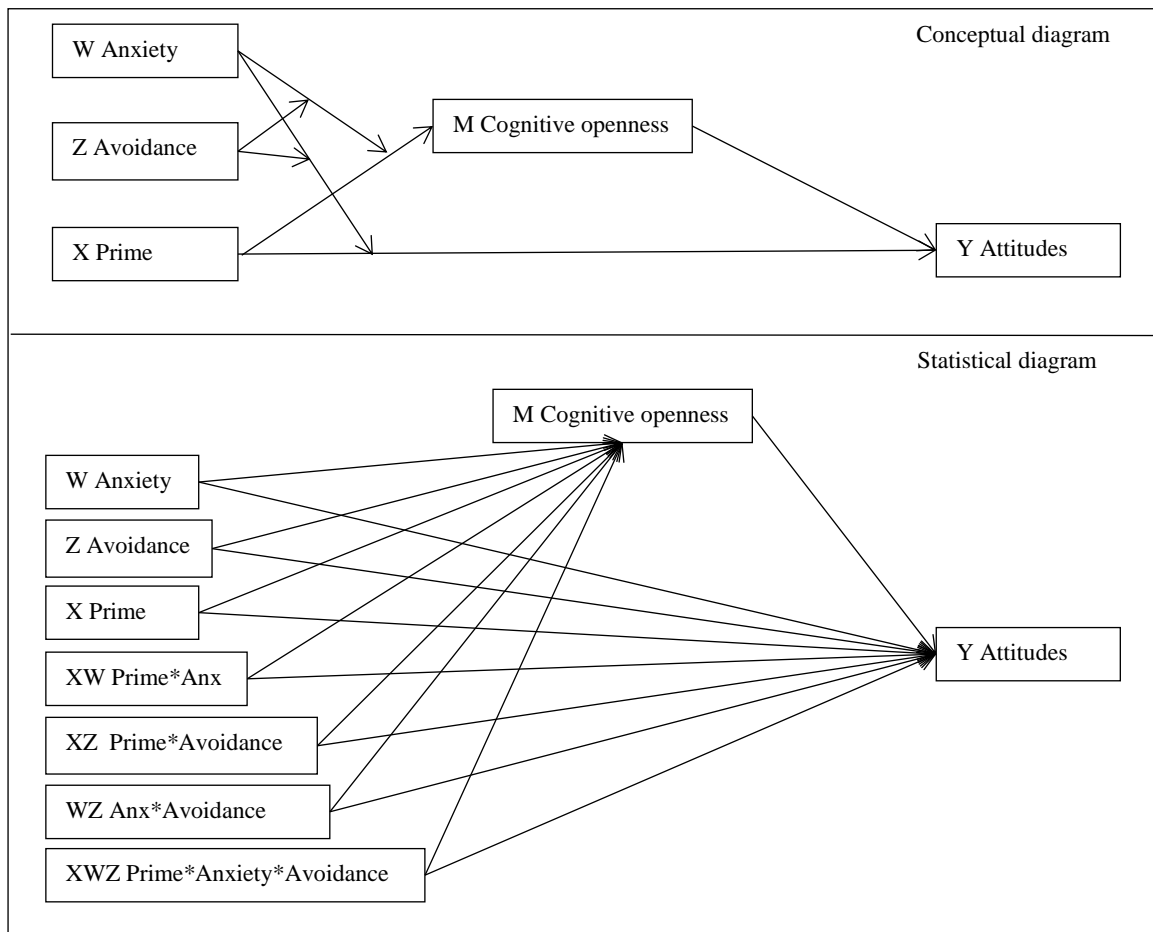 Conceptual diagram
W Anxiety
M Cognitive openness
Z Avoidance
X Prime
Y Attitudes
Statistical diagram
M Cognitive openness
W Anxiety
Z Avoidance
X Prime
XW Prime*Anx
Y Attitudes
XZ Prime*Avoidance
WZ Anx*Avoidance
XWZ Prime*Anxiety*Avoidance